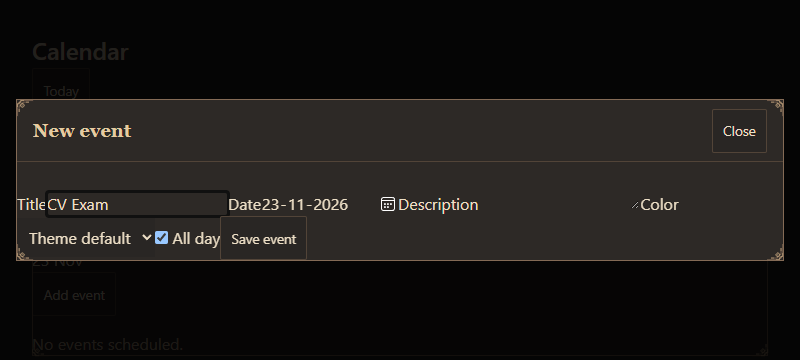 Calendar
Today
New event
Close
Title CV Exam Date 23-11-2026 Description Color
Theme default All day Save event
23 Nov
Add event
No events scheduled.